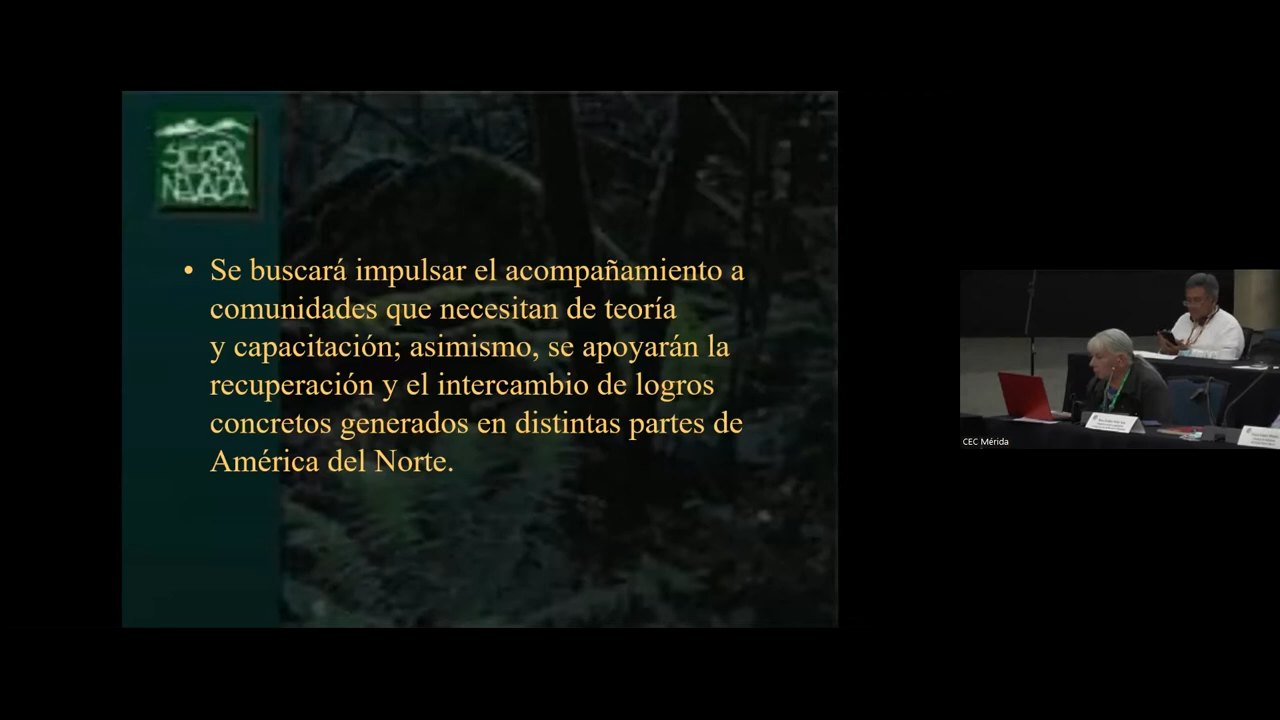 SIERRA
NEVADA
• Se buscará impulsar el acompañamiento a
comunidades que necesitan de teoría
y capacitación; asimismo, se apoyarán la
recuperación y el intercambio de logros
concretos generados en distintas partes de
América del Norte.
CEC Mérida